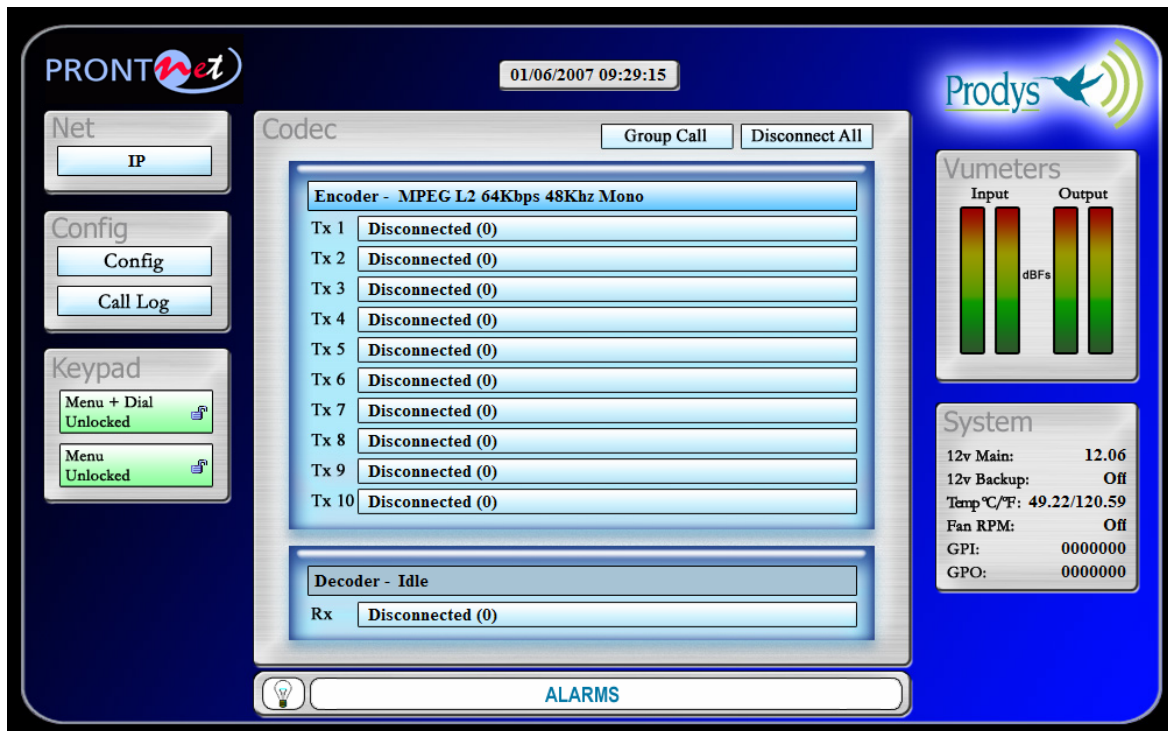 PRONTnet
01/06/2007 09:29:15
Prodys
Net
IP
Config
Config
Call Log
Keypad
Menu + Dial
Unlocked
Menu
Unlocked
Codec
Group Call
Disconnect All
Encoder - MPEG L2 64Kbps 48Khz Mono
Tx 1 Disconnected (0)
Tx 2 Disconnected (0)
Tx 3 Disconnected (0)
Tx 4 Disconnected (0)
Tx 5 Disconnected (0)
Tx 6 Disconnected (0)
Tx 7 Disconnected (0)
Tx 8 Disconnected (0)
Tx 9 Disconnected (0)
Tx 10 Disconnected (0)
Decoder - Idle
Rx Disconnected (0)
ALARMS
Vumeters
Input Output
dBFs
System
12v Main: 12.06
12v Backup: Off
Temp ºC/ºF: 49.22/120.59
Fan RPM: Off
GPI: 0000000
GPO: 0000000